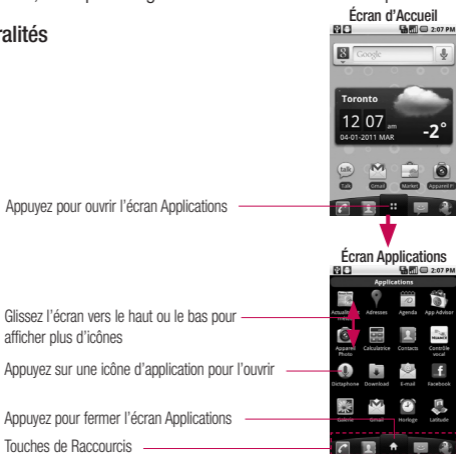 Écran d'Accueil
ralités
2:07 PM
Google
Toronto
12 07 am
04-01-2011 MAR
-2°
talk
Talk Gmail Market Appareil P
Appuyez pour ouvrir l'écran Applications
Écran Applications
2:07 PM
Applications
Adresses Agenda App Advisor
Glissez l'écran vers le haut ou le bas pour
afficher plus d'icônes
Appareil Photo Calculatrice Contacts Contrôle vocal
Appuyez sur une icône d'application pour l'ouvrir
Dictaphone Download E-mail Facebook
Galerie Gmail Horloge Latitude
Appuyez pour fermer l'écran Applications
Touches de Raccourcis